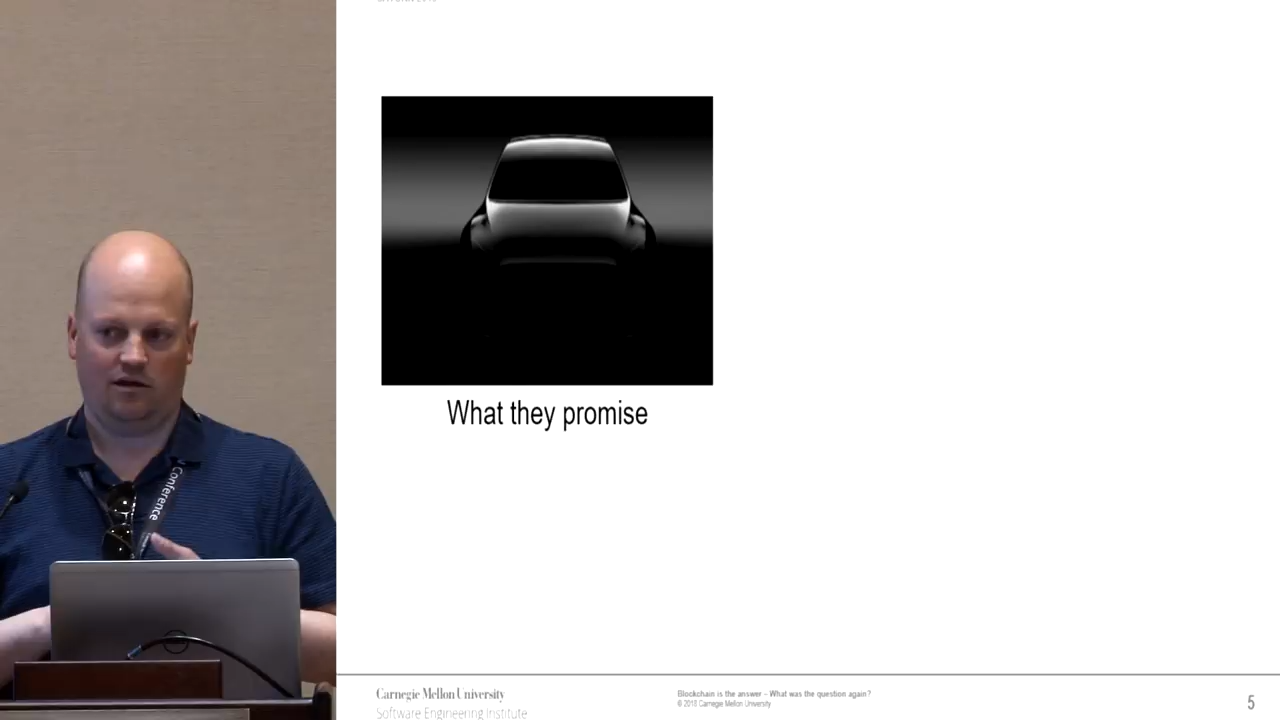 What they promise
Conference
Carnegie Mellon University
Software Engineering Institute
Blockchain is the answer – What was the question again?
© 2018 Carnegie Mellon University
5